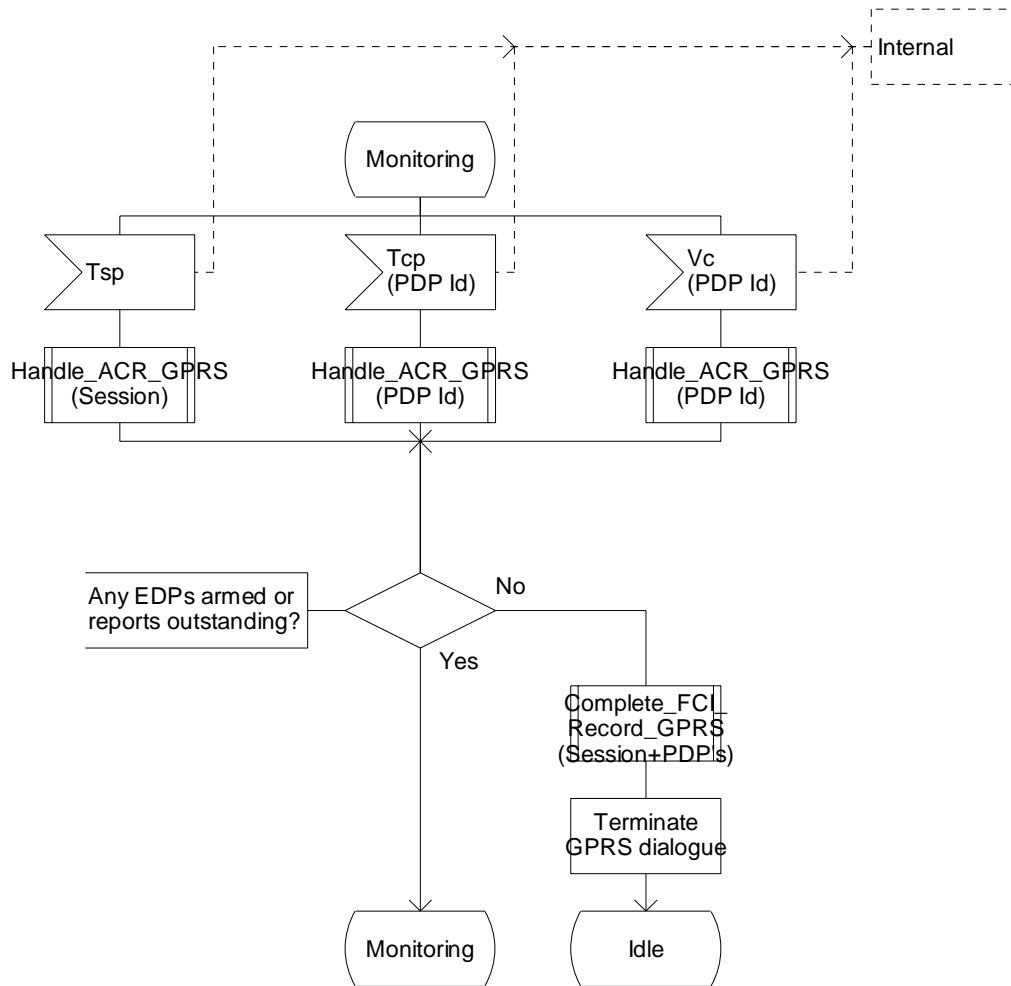 Internal
Monitoring
Tsp
Tcp
(PDP Id)
Vc
(PDP Id)
Handle_ACR_GPRS
(Session)
Handle_ACR_GPRS
(PDP Id)
Handle_ACR_GPRS
(PDP Id)
Any EDPs armed or
reports outstanding?
No
Yes
Complete_FCI_
Record_GPRS
(Session+PDP's)
Terminate
GPRS dialogue
Monitoring
Idle